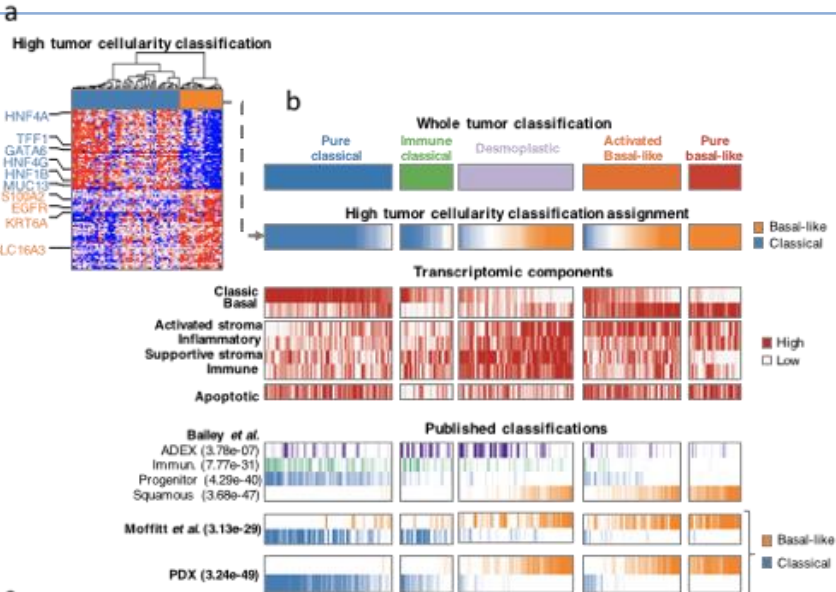 a
High tumor cellularity classification
HNF4A
TFF1
GATA6
HNF4G
HNF1B
MUC13
S100A2
EGFR
KRT6A
LC16A3
b
Whole tumor classification
Pure classical
Immune classical
Desmoplastic
Activated Basal-like
Pure basal-like
High tumor cellularity classification assignment
Basal-like
Classical
Transcriptomic components
Classic
Basal
Activated stroma
Inflammatory
Supportive stroma
Immune
Apoptotic
High
Low
Published classifications
Bailey et al.
ADEX (3.78e-07)
Immun. (7.77e-31)
Progenitor (4.29e-40)
Squamous (3.68e-47)
Moffitt et al. (3.13e-29)
PDX (3.24e-49)
Basal-like
Classical